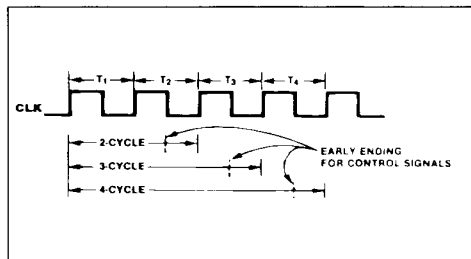 T1 T2 T3 T4
CLK
2-CYCLE
3-CYCLE
4-CYCLE
EARLY ENDING
FOR CONTROL SIGNALS